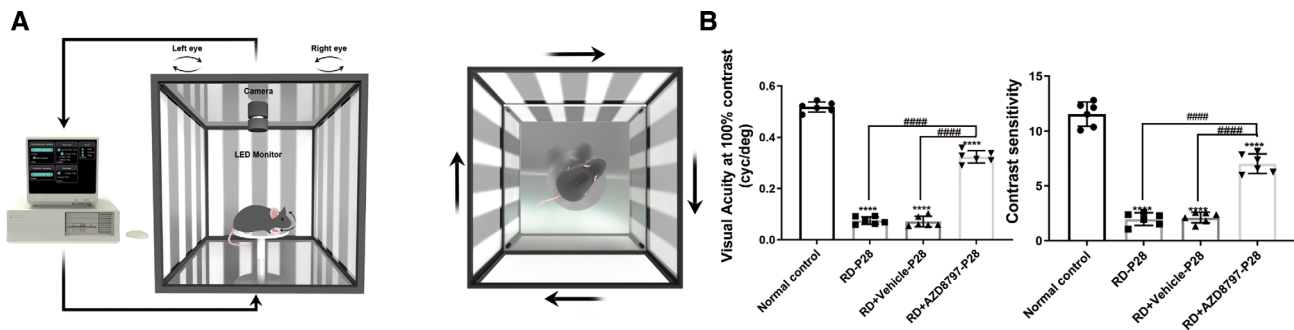 A
Left eye
Right eye
Camera
LED Monitor
B
Visual Acuity at 100% contrast
(cyc/deg)
0.6
0.4
0.2
0.0
####
####
****
****
****
Normal control
RD-P28
RD+Vehicle-P28
RD+AZD8797-P28
Contrast sensitivity
15
10
5
0
####
####
****
****
****
Normal control
RD-P28
RD+Vehicle-P28
RD+AZD8797-P28